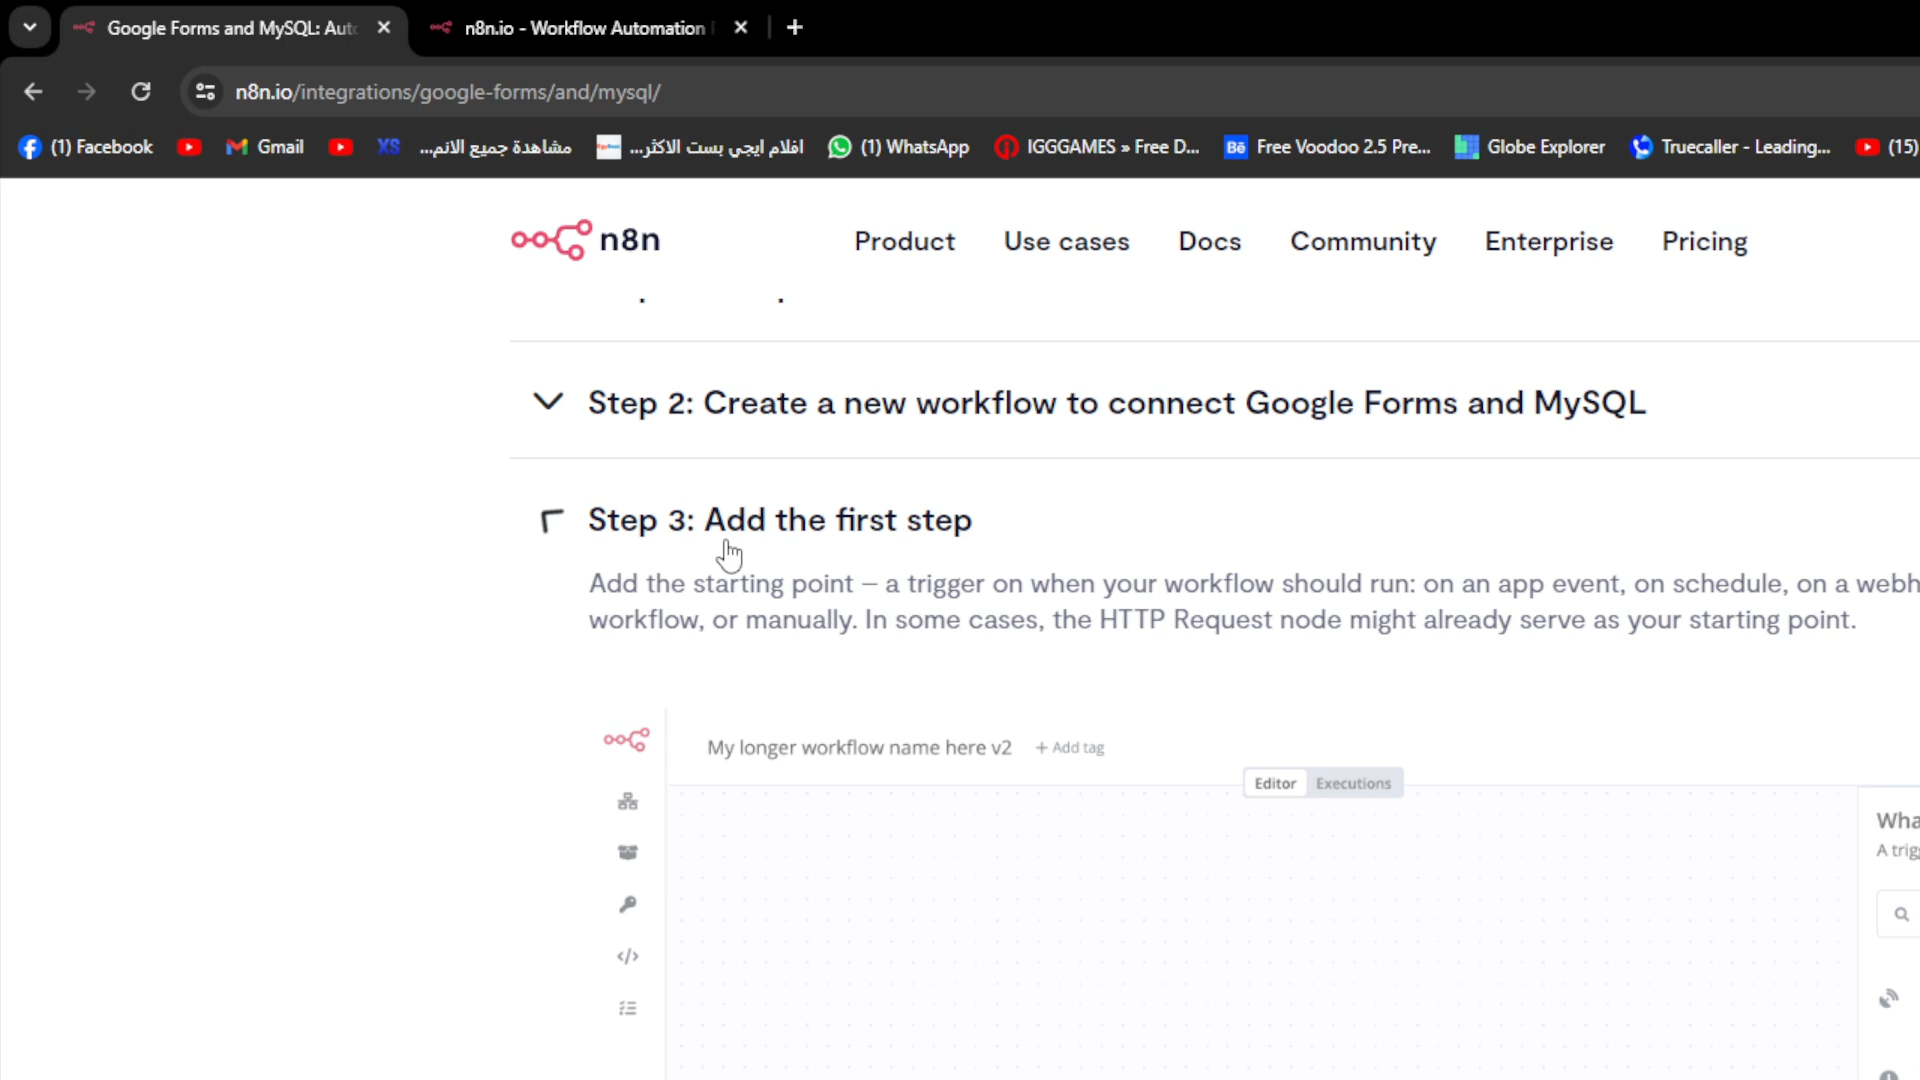 Google Forms and MySQL: Aut
n8n.io - Workflow Automation
n8n.io/integrations/google-forms/and/mysql/
(1) Facebook
Gmail
XS
مشاهدة جميع الانم...
افلام ايجي بست الاكثر...
(1) WhatsApp
IGGGAMES » Free D...
Bē Free Voodoo 2.5 Pre...
Globe Explorer
Truecaller - Leading...
(15)
n8n
Product
Use cases
Docs
Community
Enterprise
Pricing
Step 2: Create a new workflow to connect Google Forms and MySQL
Step 3: Add the first step
Add the starting point – a trigger on when your workflow should run: on an app event, on schedule, on a webh
workflow, or manually. In some cases, the HTTP Request node might already serve as your starting point.
My longer workflow name here v2
+ Add tag
Editor
Executions
Wha
A trig